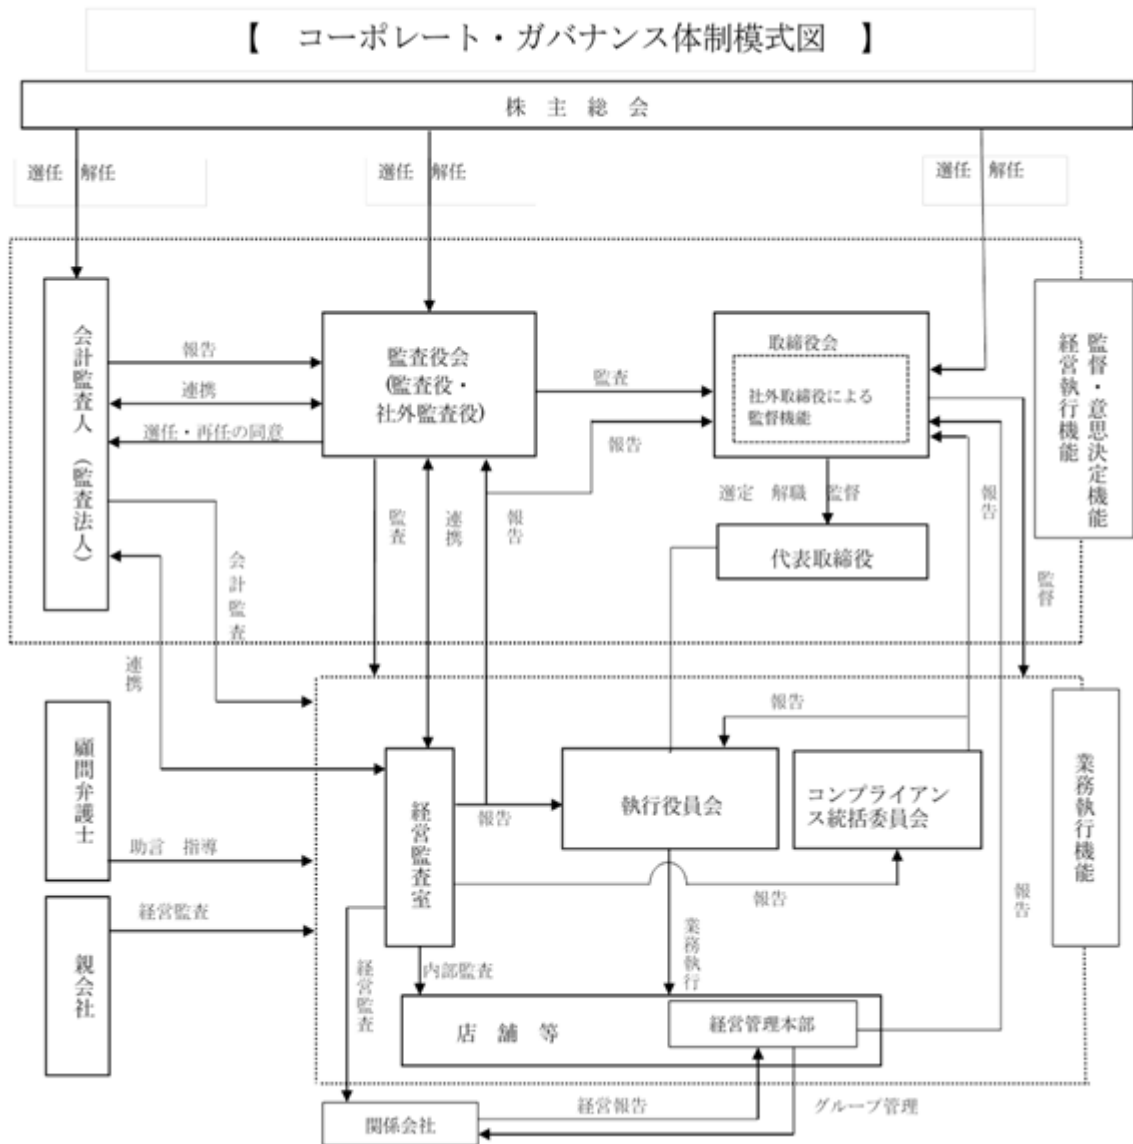 【　コーポレート・ガバナンス体制模式図　】
株　主　総　会
選任　解任
選任　解任
選任　解任
会計監査人（監査法人）
報告
連携
選任・再任の同意
監査役会
(監査役・
社外監査役)
監査
報告
取締役会
社外取締役による
監督機能
監督・意思決定機能
経営執行機能
選定　解職　監督
代表取締役
監査
連携
報告
報告
監督
会計監査
連携
顧問弁護士
助言　指導
親会社
経営監査
報告
経営監査室
報告
執行役員会
コンプライアン
ス統括委員会
業務執行機能
報告
報告
経営監査
内部監査
業務執行
店　舗　等
経営管理本部
関係会社
経営報告
グループ管理